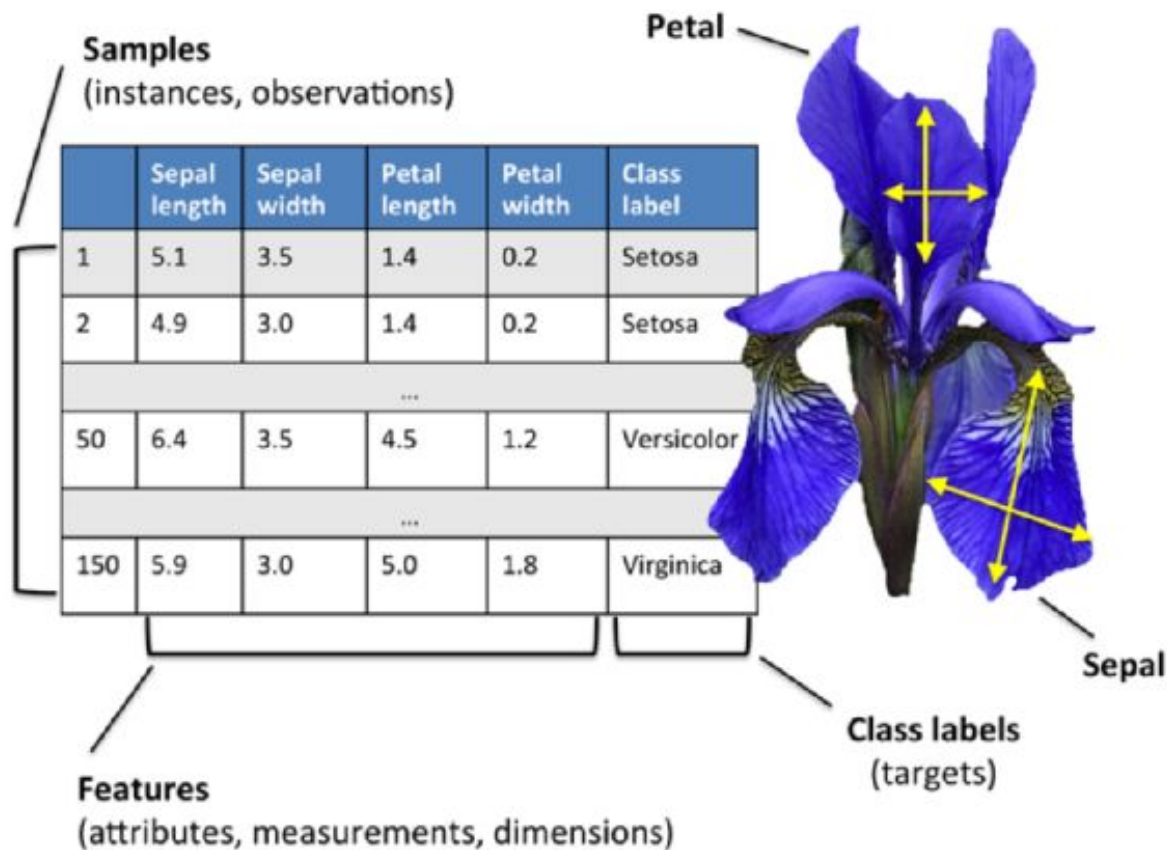 Samples
(instances, observations)
Petal
Sepal length Sepal width Petal length Petal width Class label
1 5.1 3.5 1.4 0.2 Setosa
2 4.9 3.0 1.4 0.2 Setosa
...
50 6.4 3.5 4.5 1.2 Versicolor
...
150 5.9 3.0 5.0 1.8 Virginica
Sepal
Class labels
(targets)
Features
(attributes, measurements, dimensions)